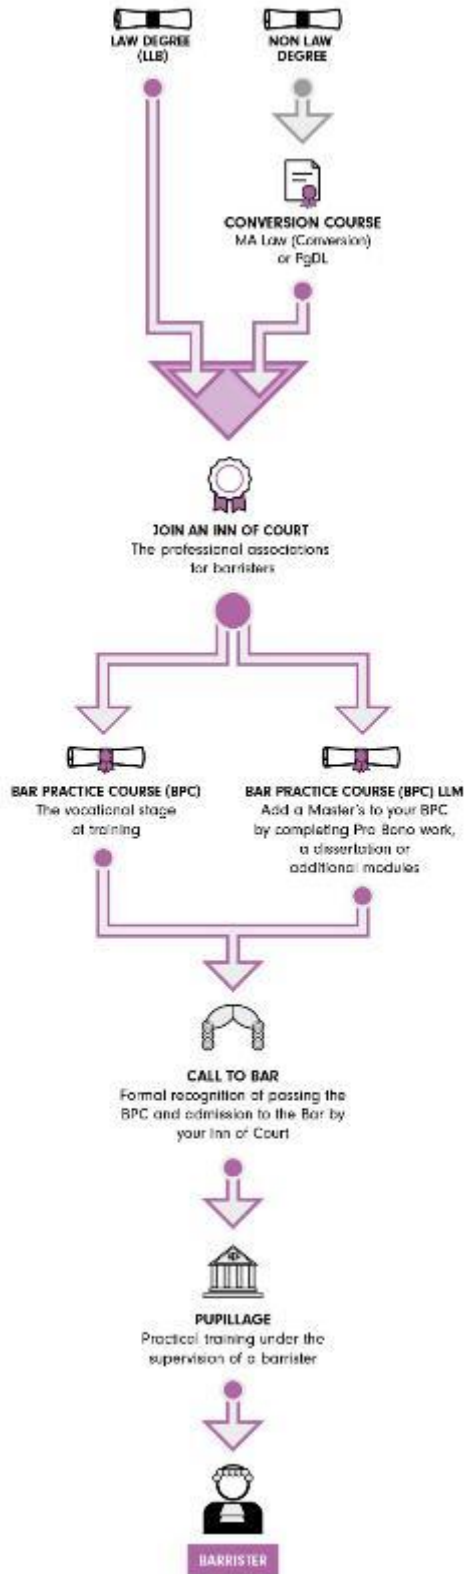 LAW DEGREE
(LLB)
NON LAW
DEGREE
CONVERSION COURSE
MA Law (Conversion)
or PgDL
JOIN AN INN OF COURT
The professional associations
for barristers
BAR PRACTICE COURSE (BPC)
The vocational stage
of training
BAR PRACTICE COURSE (BPC) LLM
Add a Master's to your BPC
by completing Pro Bono work,
a dissertation or
additional modules
CALL TO BAR
Formal recognition of passing the
BPC and admission to the Bar by
your Inn of Court
PUPILLAGE
Practical training under the
supervision of a barrister
BARRISTER